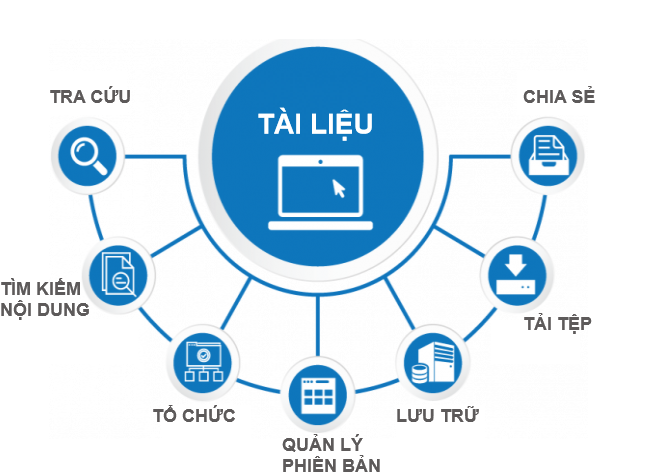 TÀI LIỆU
TRA CỨU
CHIA SẺ
TÌM KIẾM
NỘI DUNG
TẢI TỆP
TỔ CHỨC
LƯU TRỮ
QUẢN LÝ
PHIÊN BẢN